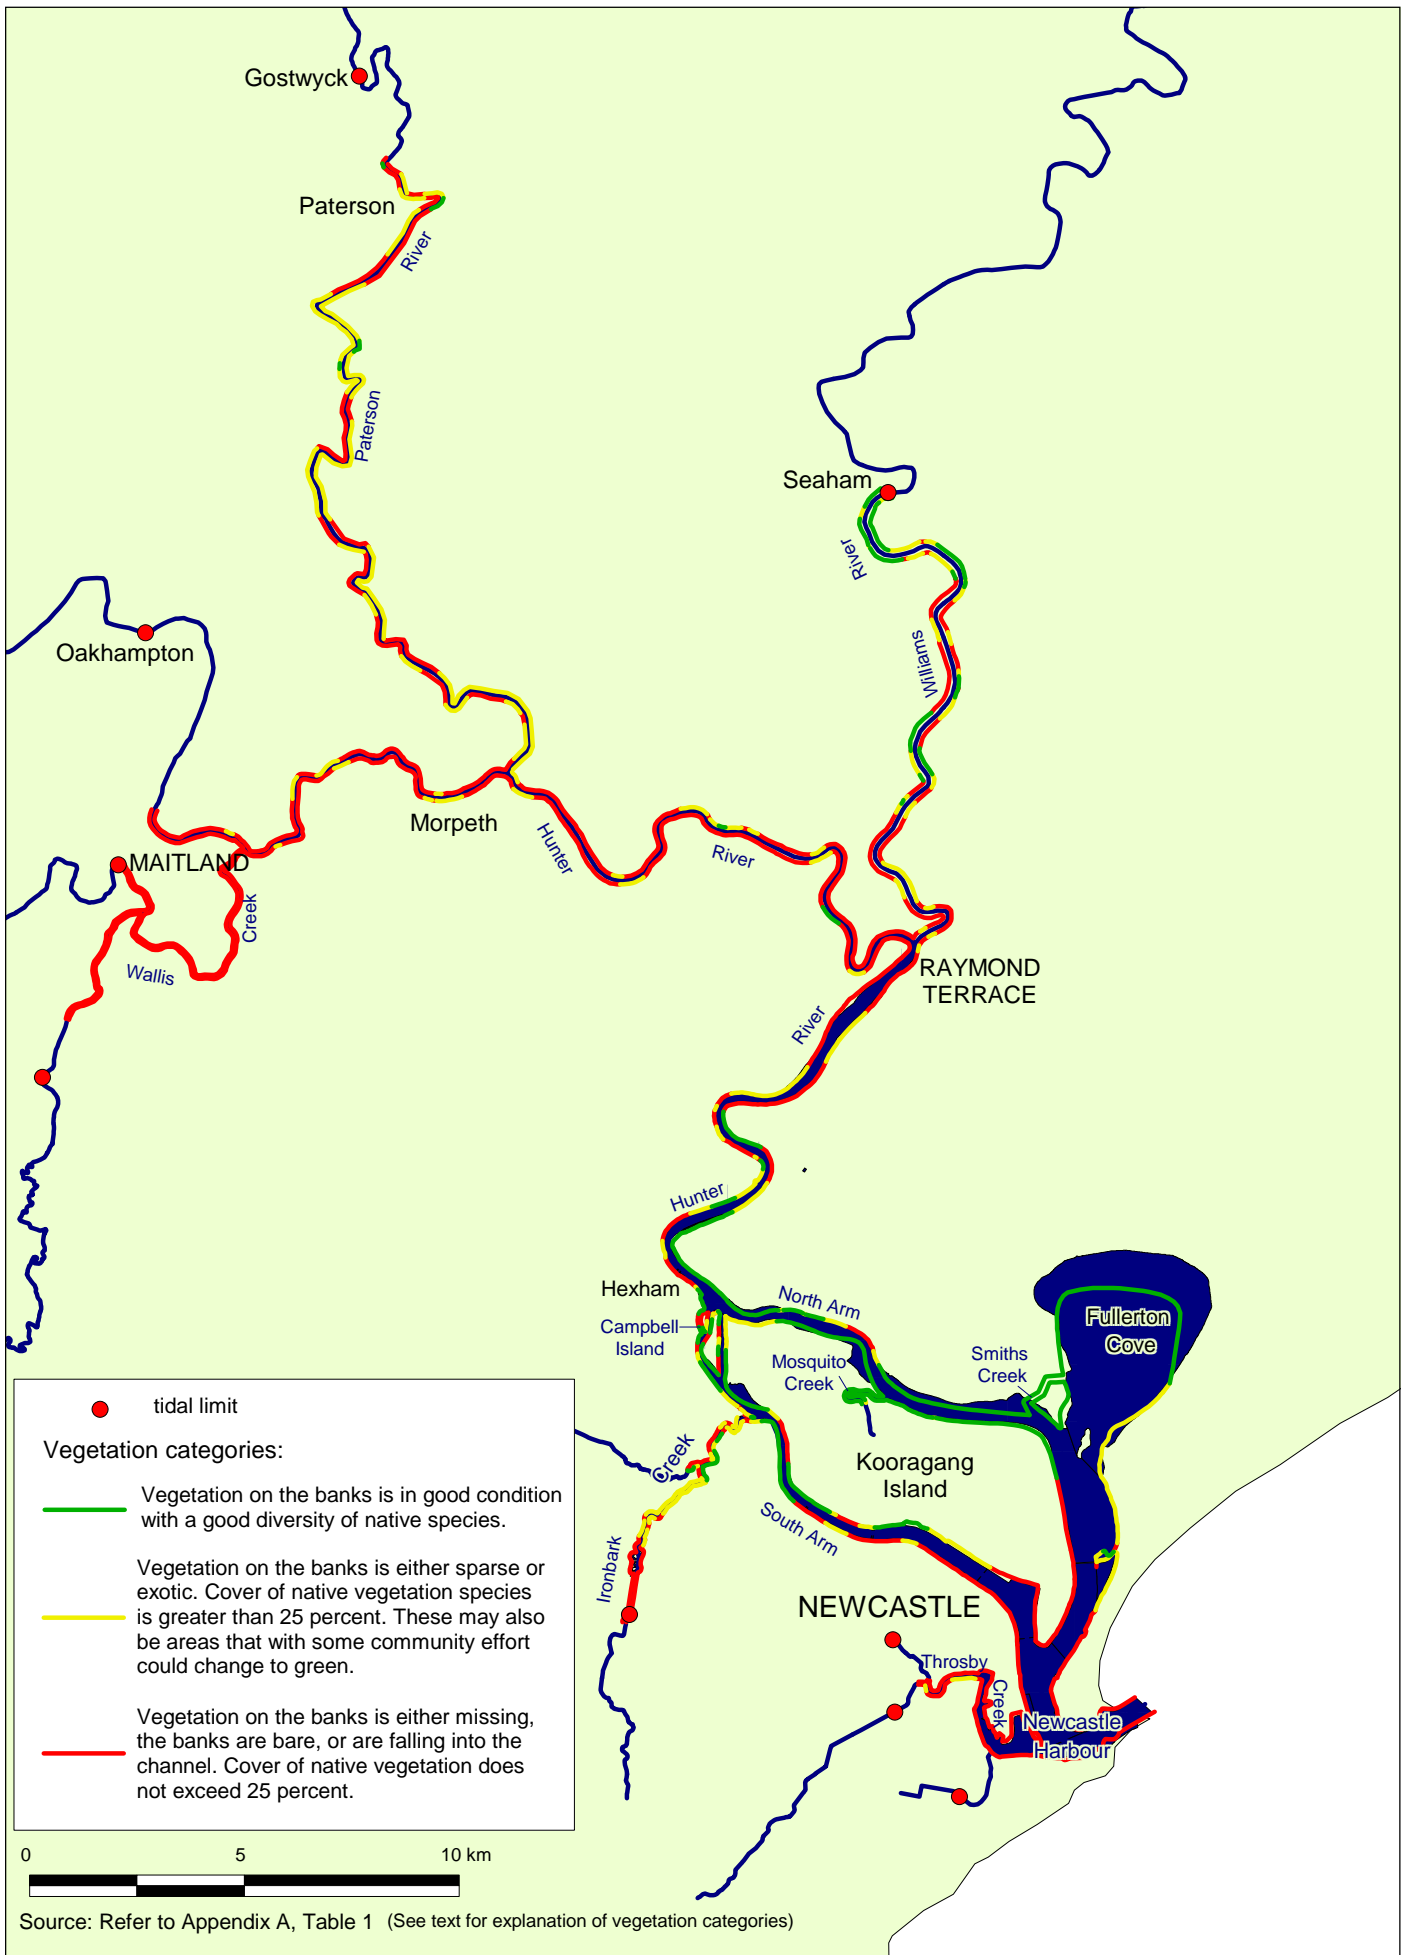 Gostwyck
Paterson
River
Paterson
Seaham
River
Williams
Oakhampton
Morpeth
Hunter
River
MAITLAND
Creek
Wallis
RAYMOND
TERRACE
River
Hunter
Hexham
North Arm
Campbell
Island
Fullerton
Cove
Smiths
Creek
Mosquito
Creek
Creek
Kooragang
Island
South Arm
Ironbark
NEWCASTLE
Throsby
Creek
Newcastle
Harbour
tidal limit
Vegetation categories:
Vegetation on the banks is in good condition
with a good diversity of native species.
Vegetation on the banks is either sparse or
exotic. Cover of native vegetation species
is greater than 25 percent. These may also
be areas that with some community effort
could change to green.
Vegetation on the banks is either missing,
the banks are bare, or are falling into the
channel. Cover of native vegetation does
not exceed 25 percent.
0 5 10 km
Source: Refer to Appendix A, Table 1 (See text for explanation of vegetation categories)